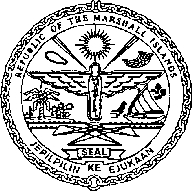 REPUBLIC OF THE MARSHALL ISLANDS
SEAL
JEPILPILIN KE EJUKAAN